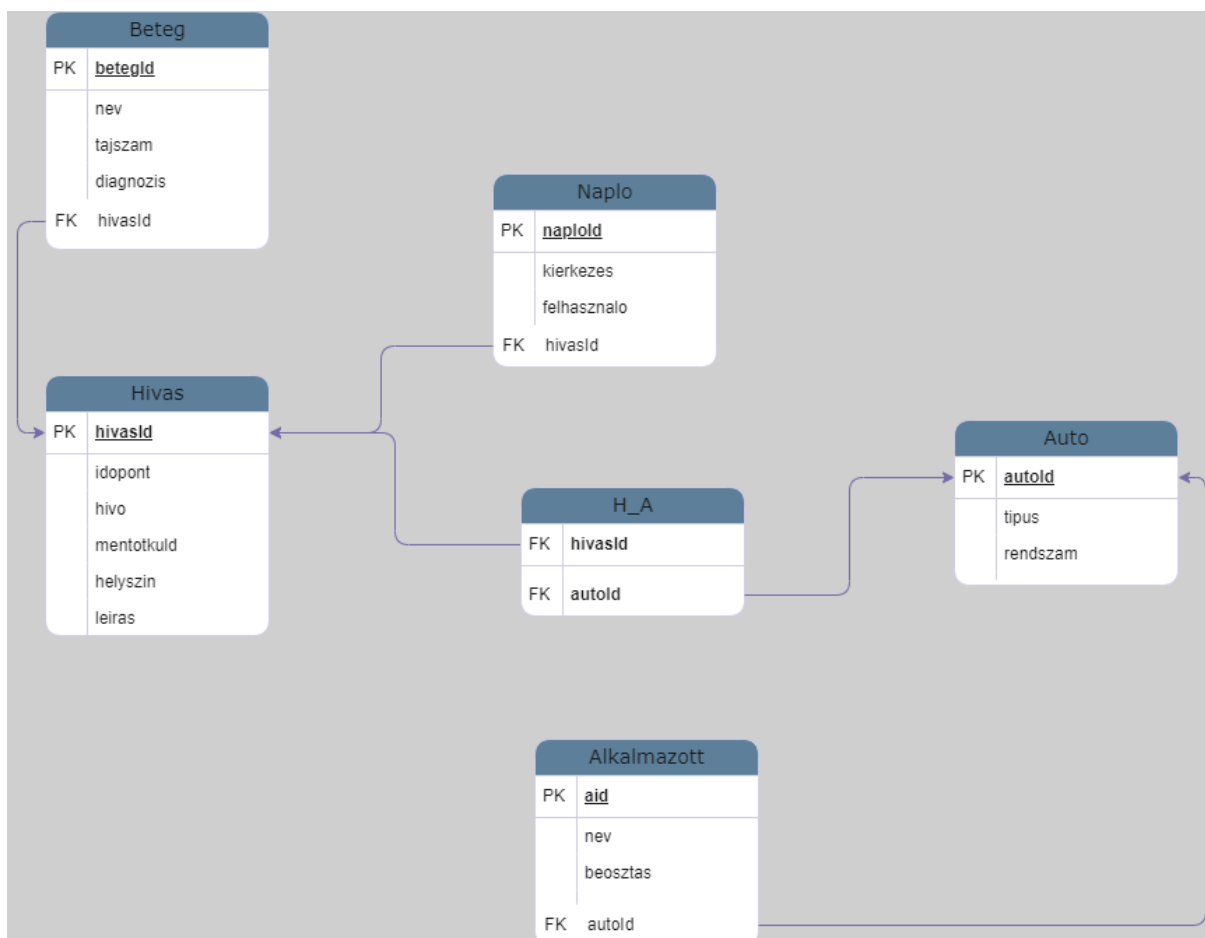 Beteg
PK betegId
nev
tajszam
diagnozis
FK hivasId
Naplo
PK naploId
kierkezes
felhasznalo
FK hivasId
Hivas
PK hivasId
idopont
hivo
mentotkuld
helyszin
leiras
H_A
FK hivasId
FK autoId
Auto
PK autoId
tipus
rendszam
Alkalmazott
PK aid
nev
beosztas
FK autoId